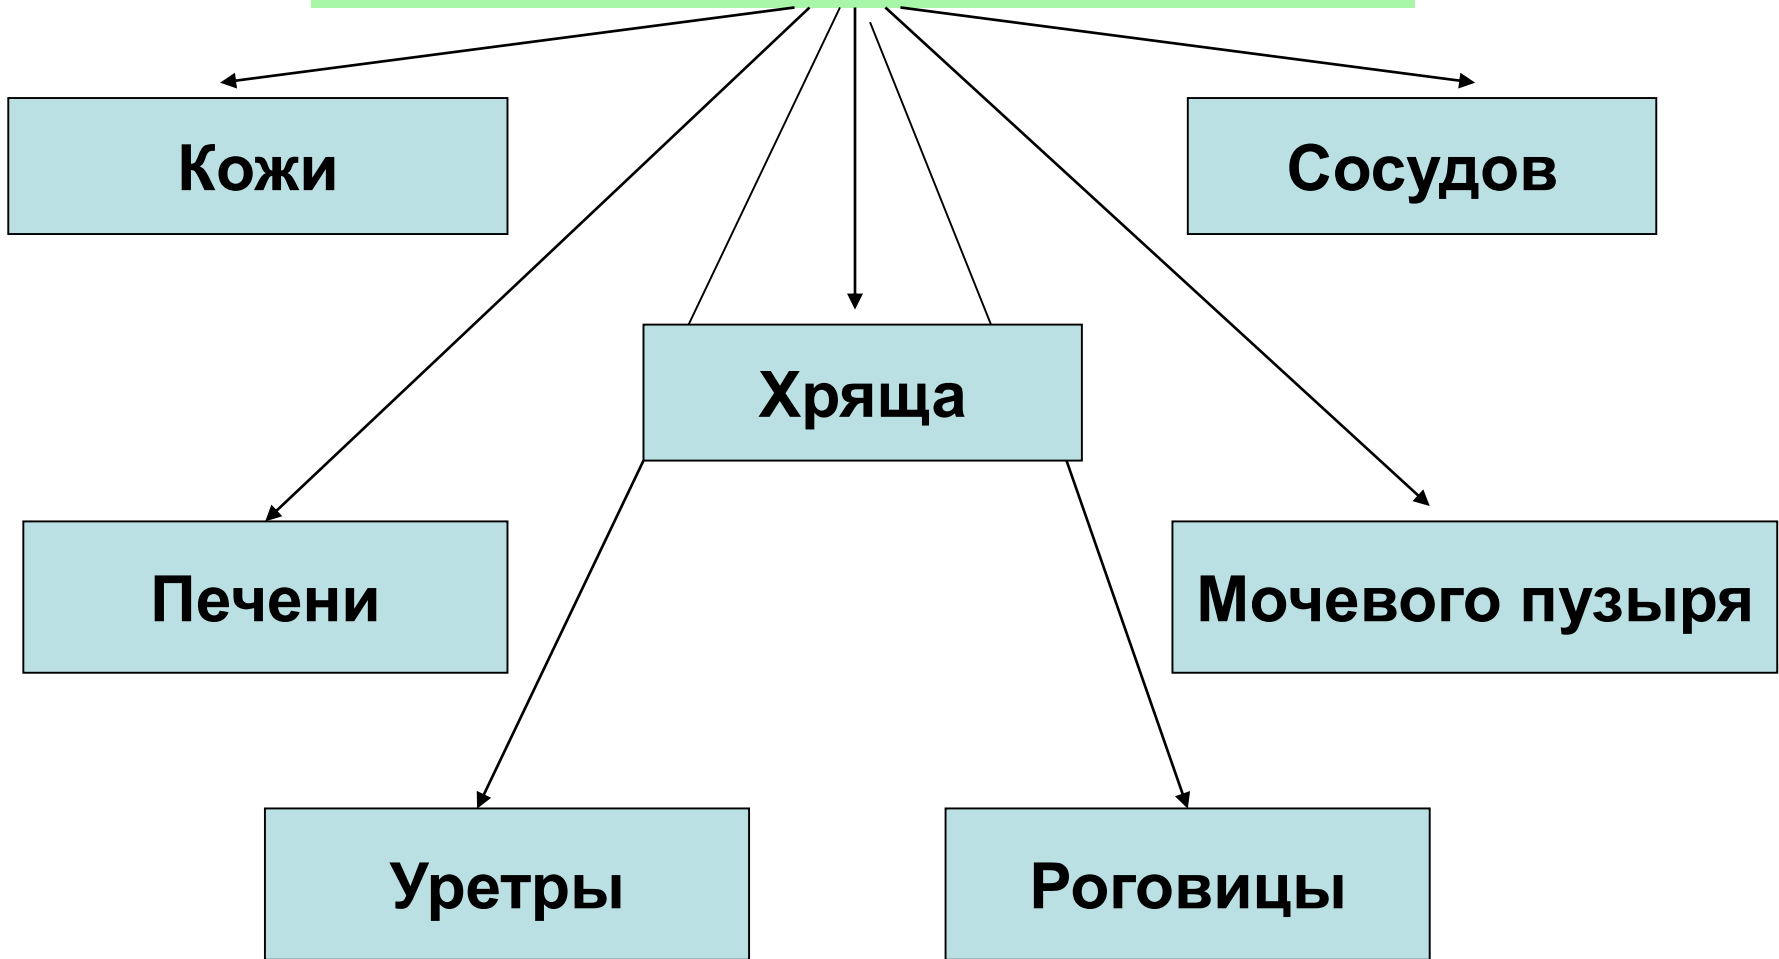 Кожи
Сосудов
Хряща
Печени
Мочевого пузыря
Уретры
Роговицы